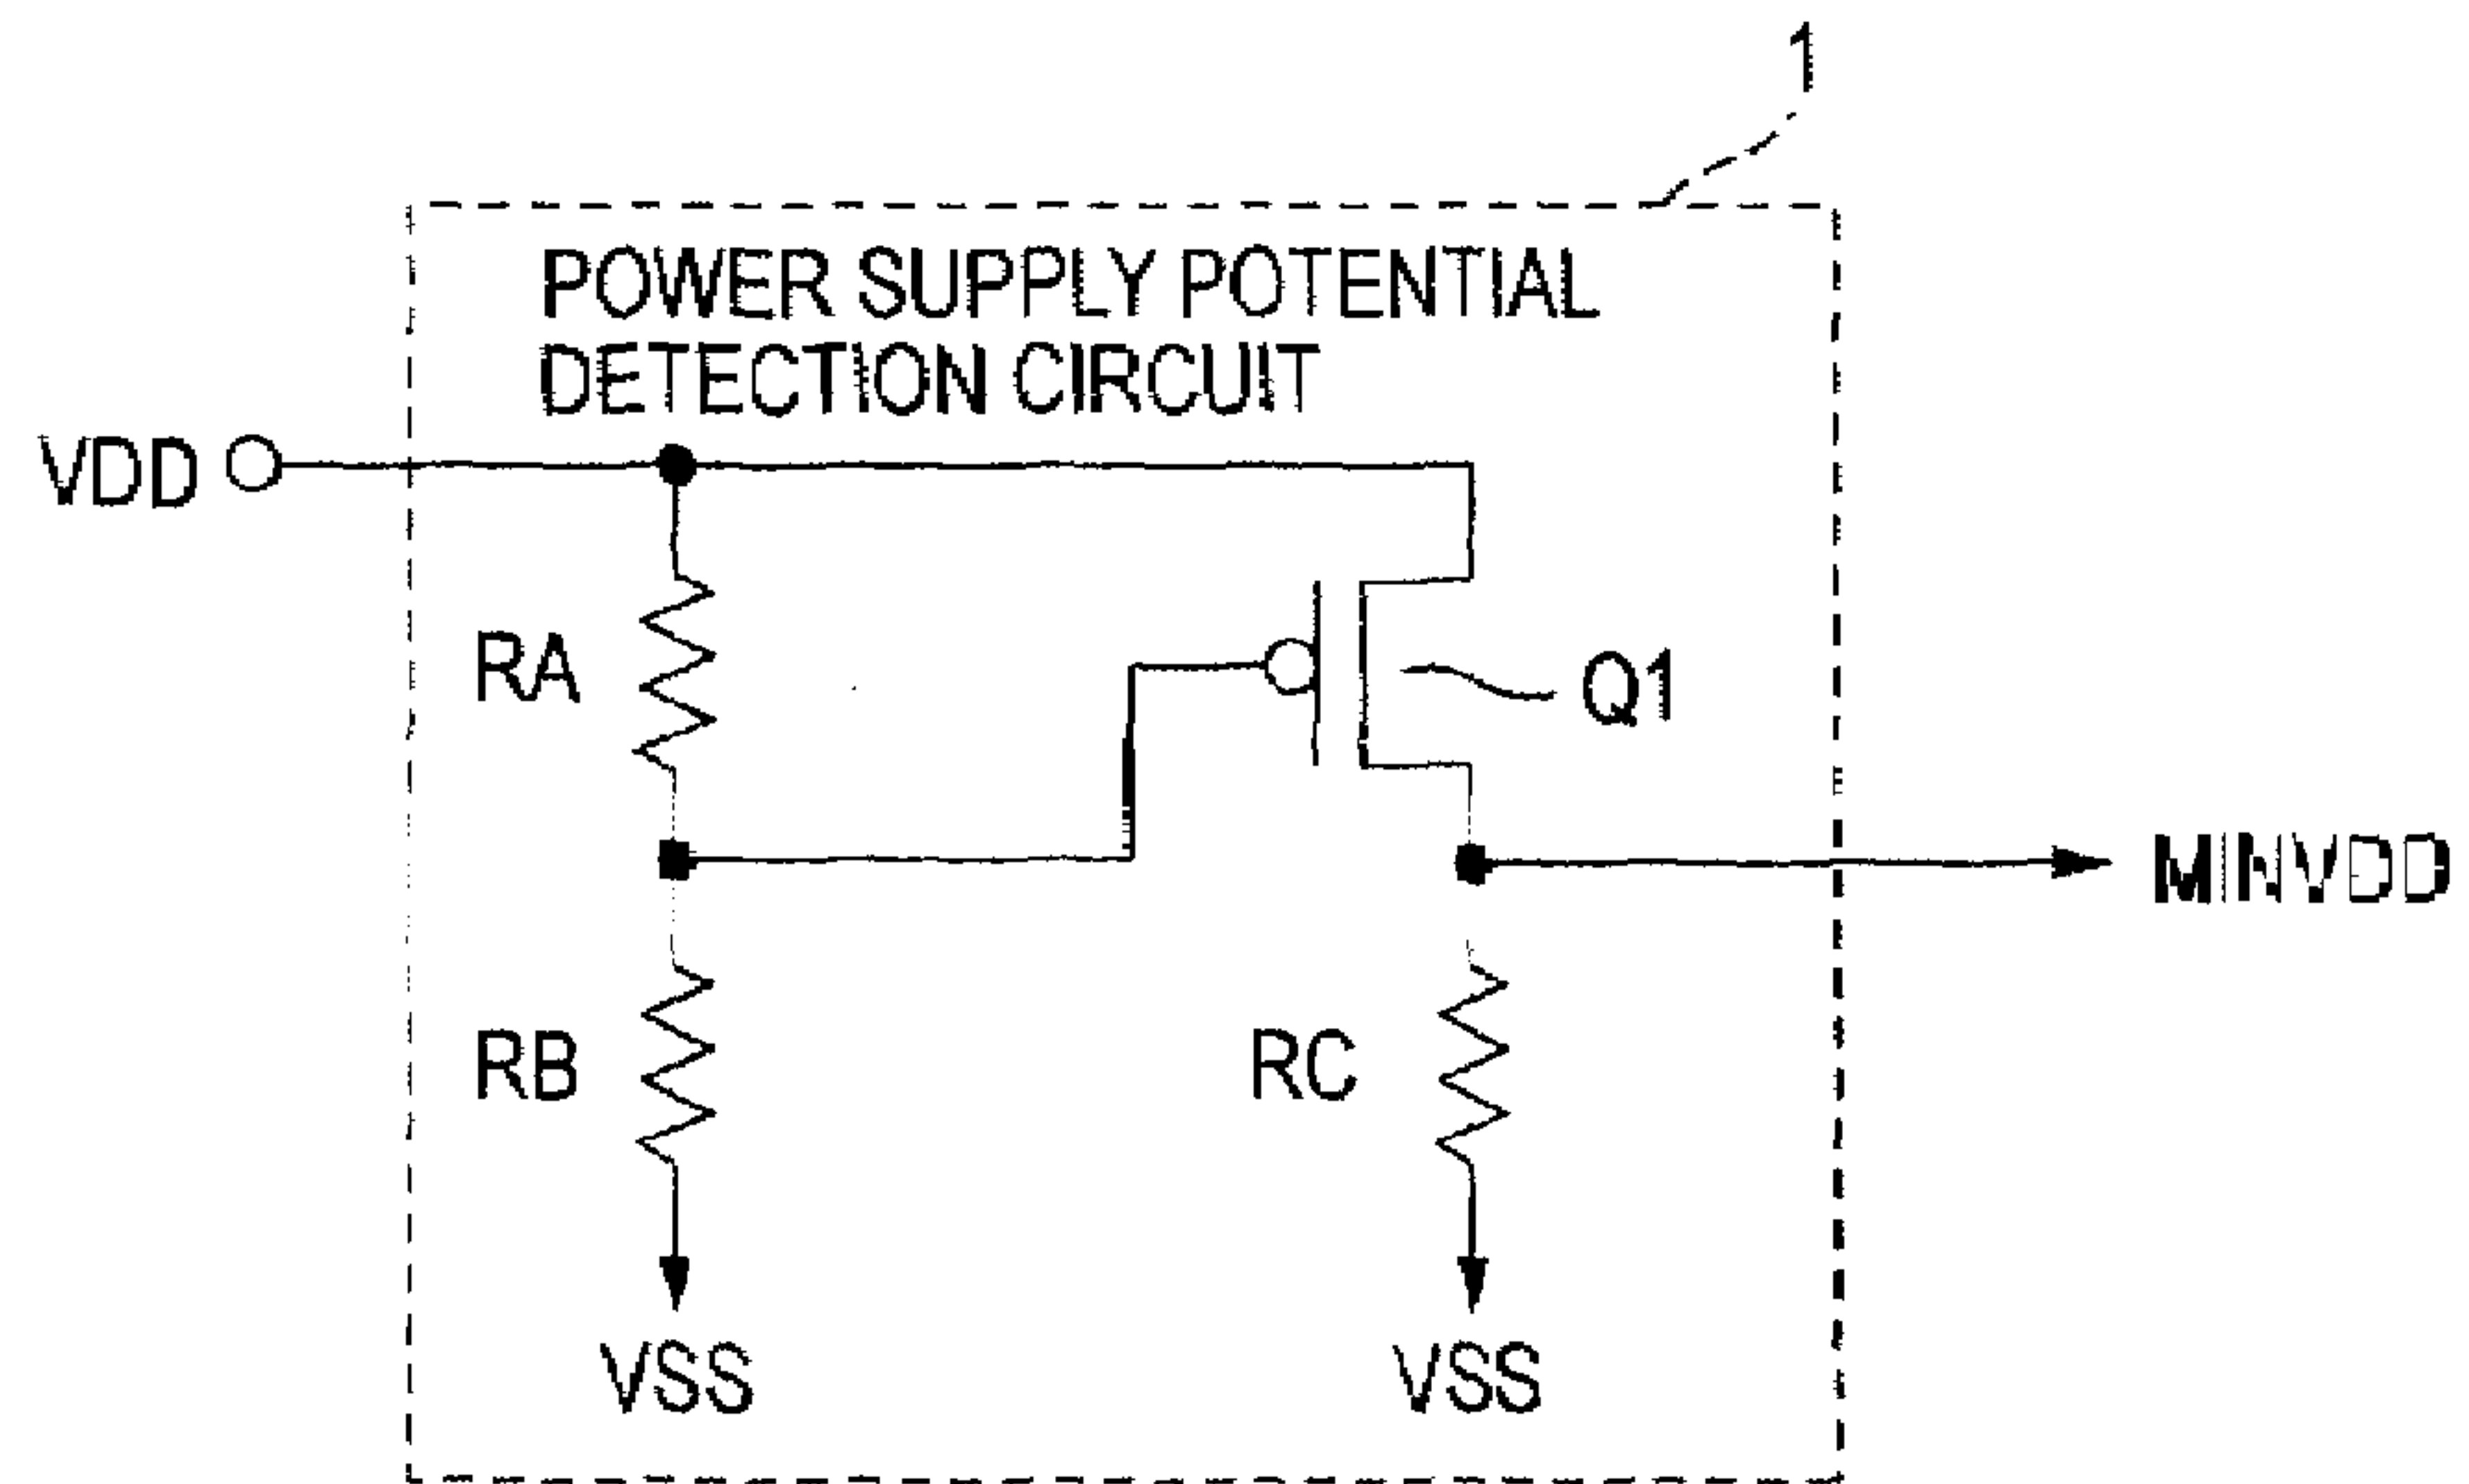 1
POWER SUPPLY POTENTIAL
DETECTION CIRCUIT
VDD
RA
Q1
MINVDD
RB
RC
VSS
VSS